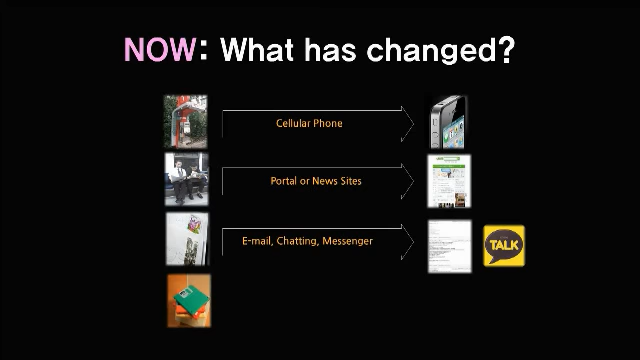 NOW: What has changed?
Cellular Phone
Portal or News Sites
E-mail, Chatting, Messenger
TALK